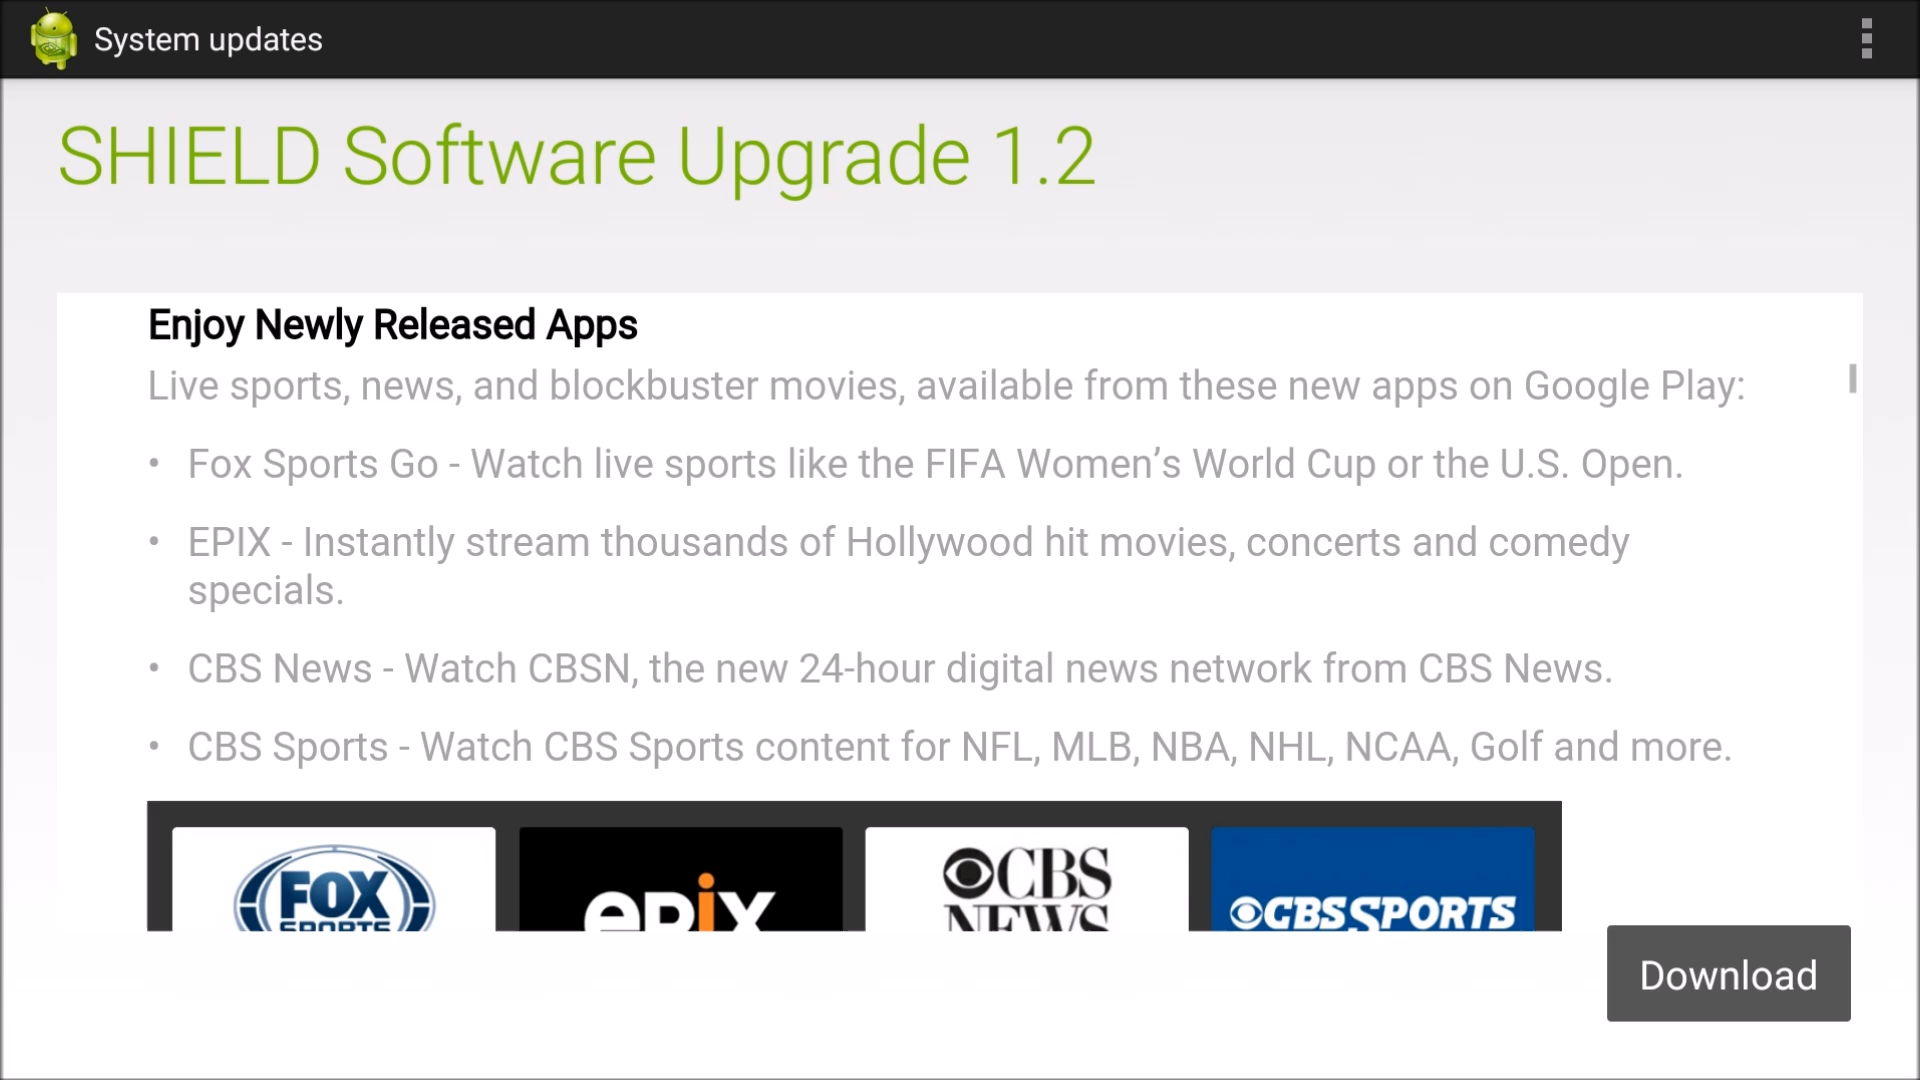 System updates
SHIELD Software Upgrade 1.2
Enjoy Newly Released Apps
Live sports, news, and blockbuster movies, available from these new apps on Google Play:
• Fox Sports Go - Watch live sports like the FIFA Women’s World Cup or the U.S. Open.
• EPIX - Instantly stream thousands of Hollywood hit movies, concerts and comedy
specials.
• CBS News - Watch CBSN, the new 24-hour digital news network from CBS News.
• CBS Sports - Watch CBS Sports content for NFL, MLB, NBA, NHL, NCAA, Golf and more.
FOX
SPORTS
epix
CBS
NEWS
CBS SPORTS
Download